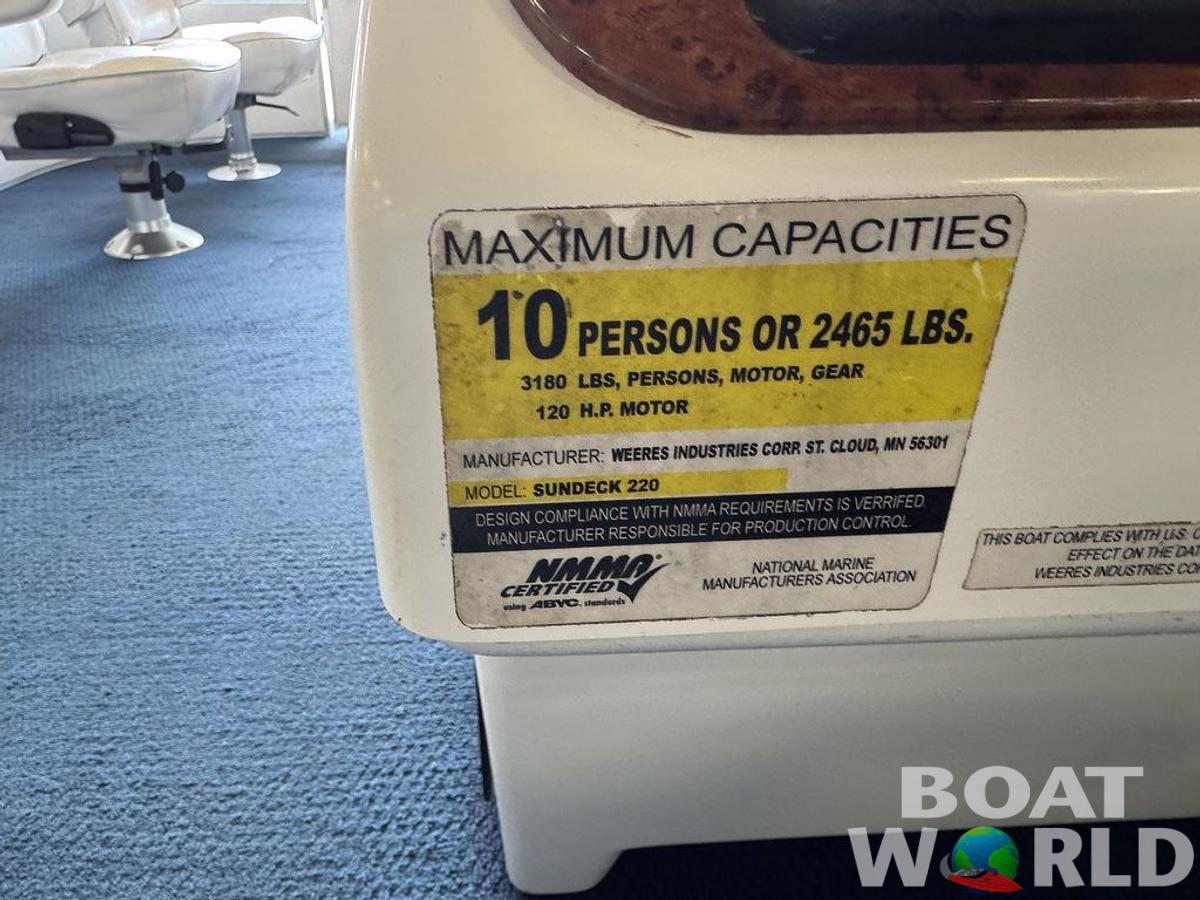 MAXIMUM CAPACITIES
10 PERSONS OR 2465 LBS.
3180 LBS, PERSONS, MOTOR, GEAR
120 H.P. MOTOR
MANUFACTURER: WEERES INDUSTRIES CORP. ST. CLOUD, MN 56301
MODEL: SUNDECK 220
DESIGN COMPLIANCE WITH NMMA REQUIREMENTS IS VERRIFED.
MANUFACTURER RESPONSIBLE FOR PRODUCTION CONTROL.
NMMA
CERTIFIED
using ABYC. standards
NATIONAL MARINE
MANUFACTURERS ASSOCIATION
THIS BOAT COMPLIES WITH U.S.
EFFECT ON THE
WEERES INDUSTRIES
BOAT
WORLD